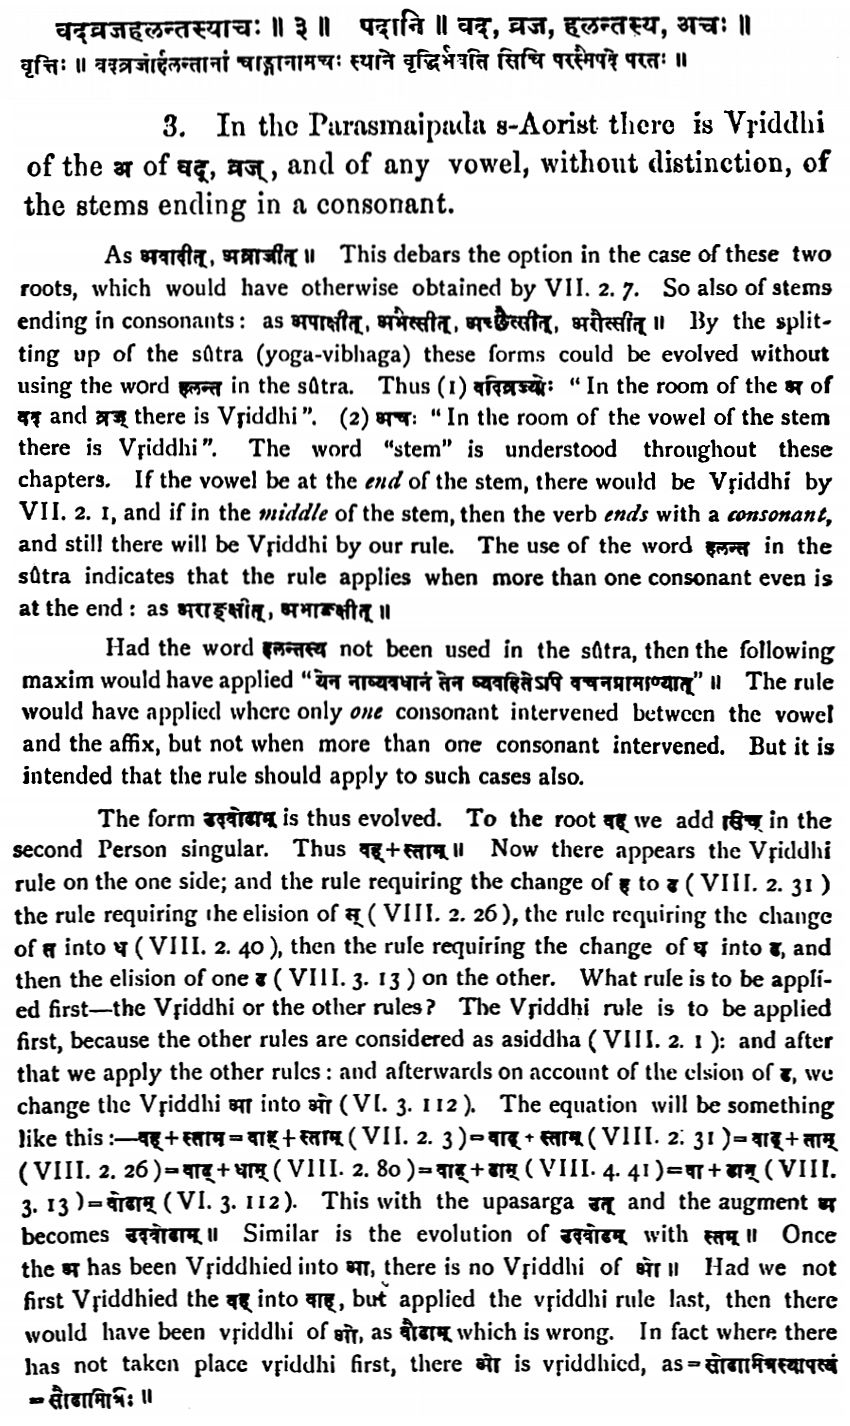 वदव्रजहलन्तस्याचः ॥ ३ ॥ पदानि ॥ वद, व्रज, हलन्तस्य, अचः ॥
वृत्तिः ॥ वदव्रजोर्हलन्तानां चाङ्गानामचः स्थाने वृद्धिर्भवति सिचि परस्मैपदे परतः ॥
3. In the Parasmaipada s-Aorist there is Vṛiddhi
of the अ of वद्, व्रज्, and of any vowel, without distinction, of
the stems ending in a consonant.
As अवादीत्, अव्राजीत् ॥ This debars the option in the case of these two
roots, which would have otherwise obtained by VII. 2. 7. So also of stems
ending in consonants: as अपाक्षीत्, अभैत्सीत्, अच्छैत्सीत्, अरौत्सीत् ॥ By the split-
ting up of the sûtra (yoga-vibhaga) these forms could be evolved without
using the word हलन्त in the sûtra. Thus (1) वदिव्रज्योः "In the room of the अ of
वद् and व्रज् there is Vṛiddhi". (2) अचः "In the room of the vowel of the stem
there is Vṛiddhi". The word "stem" is understood throughout these
chapters. If the vowel be at the end of the stem, there would be Vṛiddhi by
VII. 2. 1, and if in the middle of the stem, then the verb ends with a consonant,
and still there will be Vṛiddhi by our rule. The use of the word हलन्त in the
sûtra indicates that the rule applies when more than one consonant even is
at the end : as अराङ्क्षीत्, अभाङ्क्षीत् ॥
Had the word हलन्तस्य not been used in the sûtra, then the following
maxim would have applied "येन नाव्यवधानं तेन व्यवहितेऽपि वचनप्रामाण्यात्" ॥ The rule
would have applied where only one consonant intervened between the vowel
and the affix, but not when more than one consonant intervened. But it is
intended that the rule should apply to such cases also.
The form उदवोढाम् is thus evolved. To the root वह् we add सिच् in the
second Person singular. Thus वह्+स्ताम् ॥ Now there appears the Vṛiddhi
rule on the one side; and the rule requiring the change of ह to ढ (VIII. 2. 31)
the rule requiring the elision of स् (VIII. 2. 26), the rule requiring the change
of त into ध (VIII. 2. 40), then the rule requiring the change of ध into ढ, and
then the elision of one ढ (VIII. 3. 13) on the other. What rule is to be appli-
ed first—the Vṛiddhi or the other rules? The Vṛiddhi rule is to be applied
first, because the other rules are considered as asiddha (VIII. 2. 1): and after
that we apply the other rules : and afterwards on account of the elsion of ढ, we
change the Vṛiddhi आ into ओ (VI. 3. 112). The equation will be something
like this :—वह्+स्ताम=वाह्+स्ताम् (VII. 2. 3)=वाढ्+स्ताम् (VIII. 2. 31)=वाढ्+ताम्
(VIII. 2. 26)=वाढ्+धाम् (VIII. 2. 80)=वाढ्+ढाम् (VIII. 4. 41)=वा+ढाम् (VIII.
3. 13)=वोढाम् (VI. 3. 112). This with the upasarga उत् and the augment अ
becomes उदवोढाम् ॥ Similar is the evolution of उदवोढम् with स्तम् ॥ Once
the अ has been Vṛiddhied into आ, there is no Vṛiddhi of ओ ॥ Had we not
first Vṛiddhied the वह् into वाह्, but applied the vṛiddhi rule last, then there
would have been vṛiddhi of ओ, as वौढाम् which is wrong. In fact where there
has not taken place vṛiddhi first, there ओ is vṛiddhied, as=सोढामित्रस्यापत्यं
=सौढामित्रिः ॥